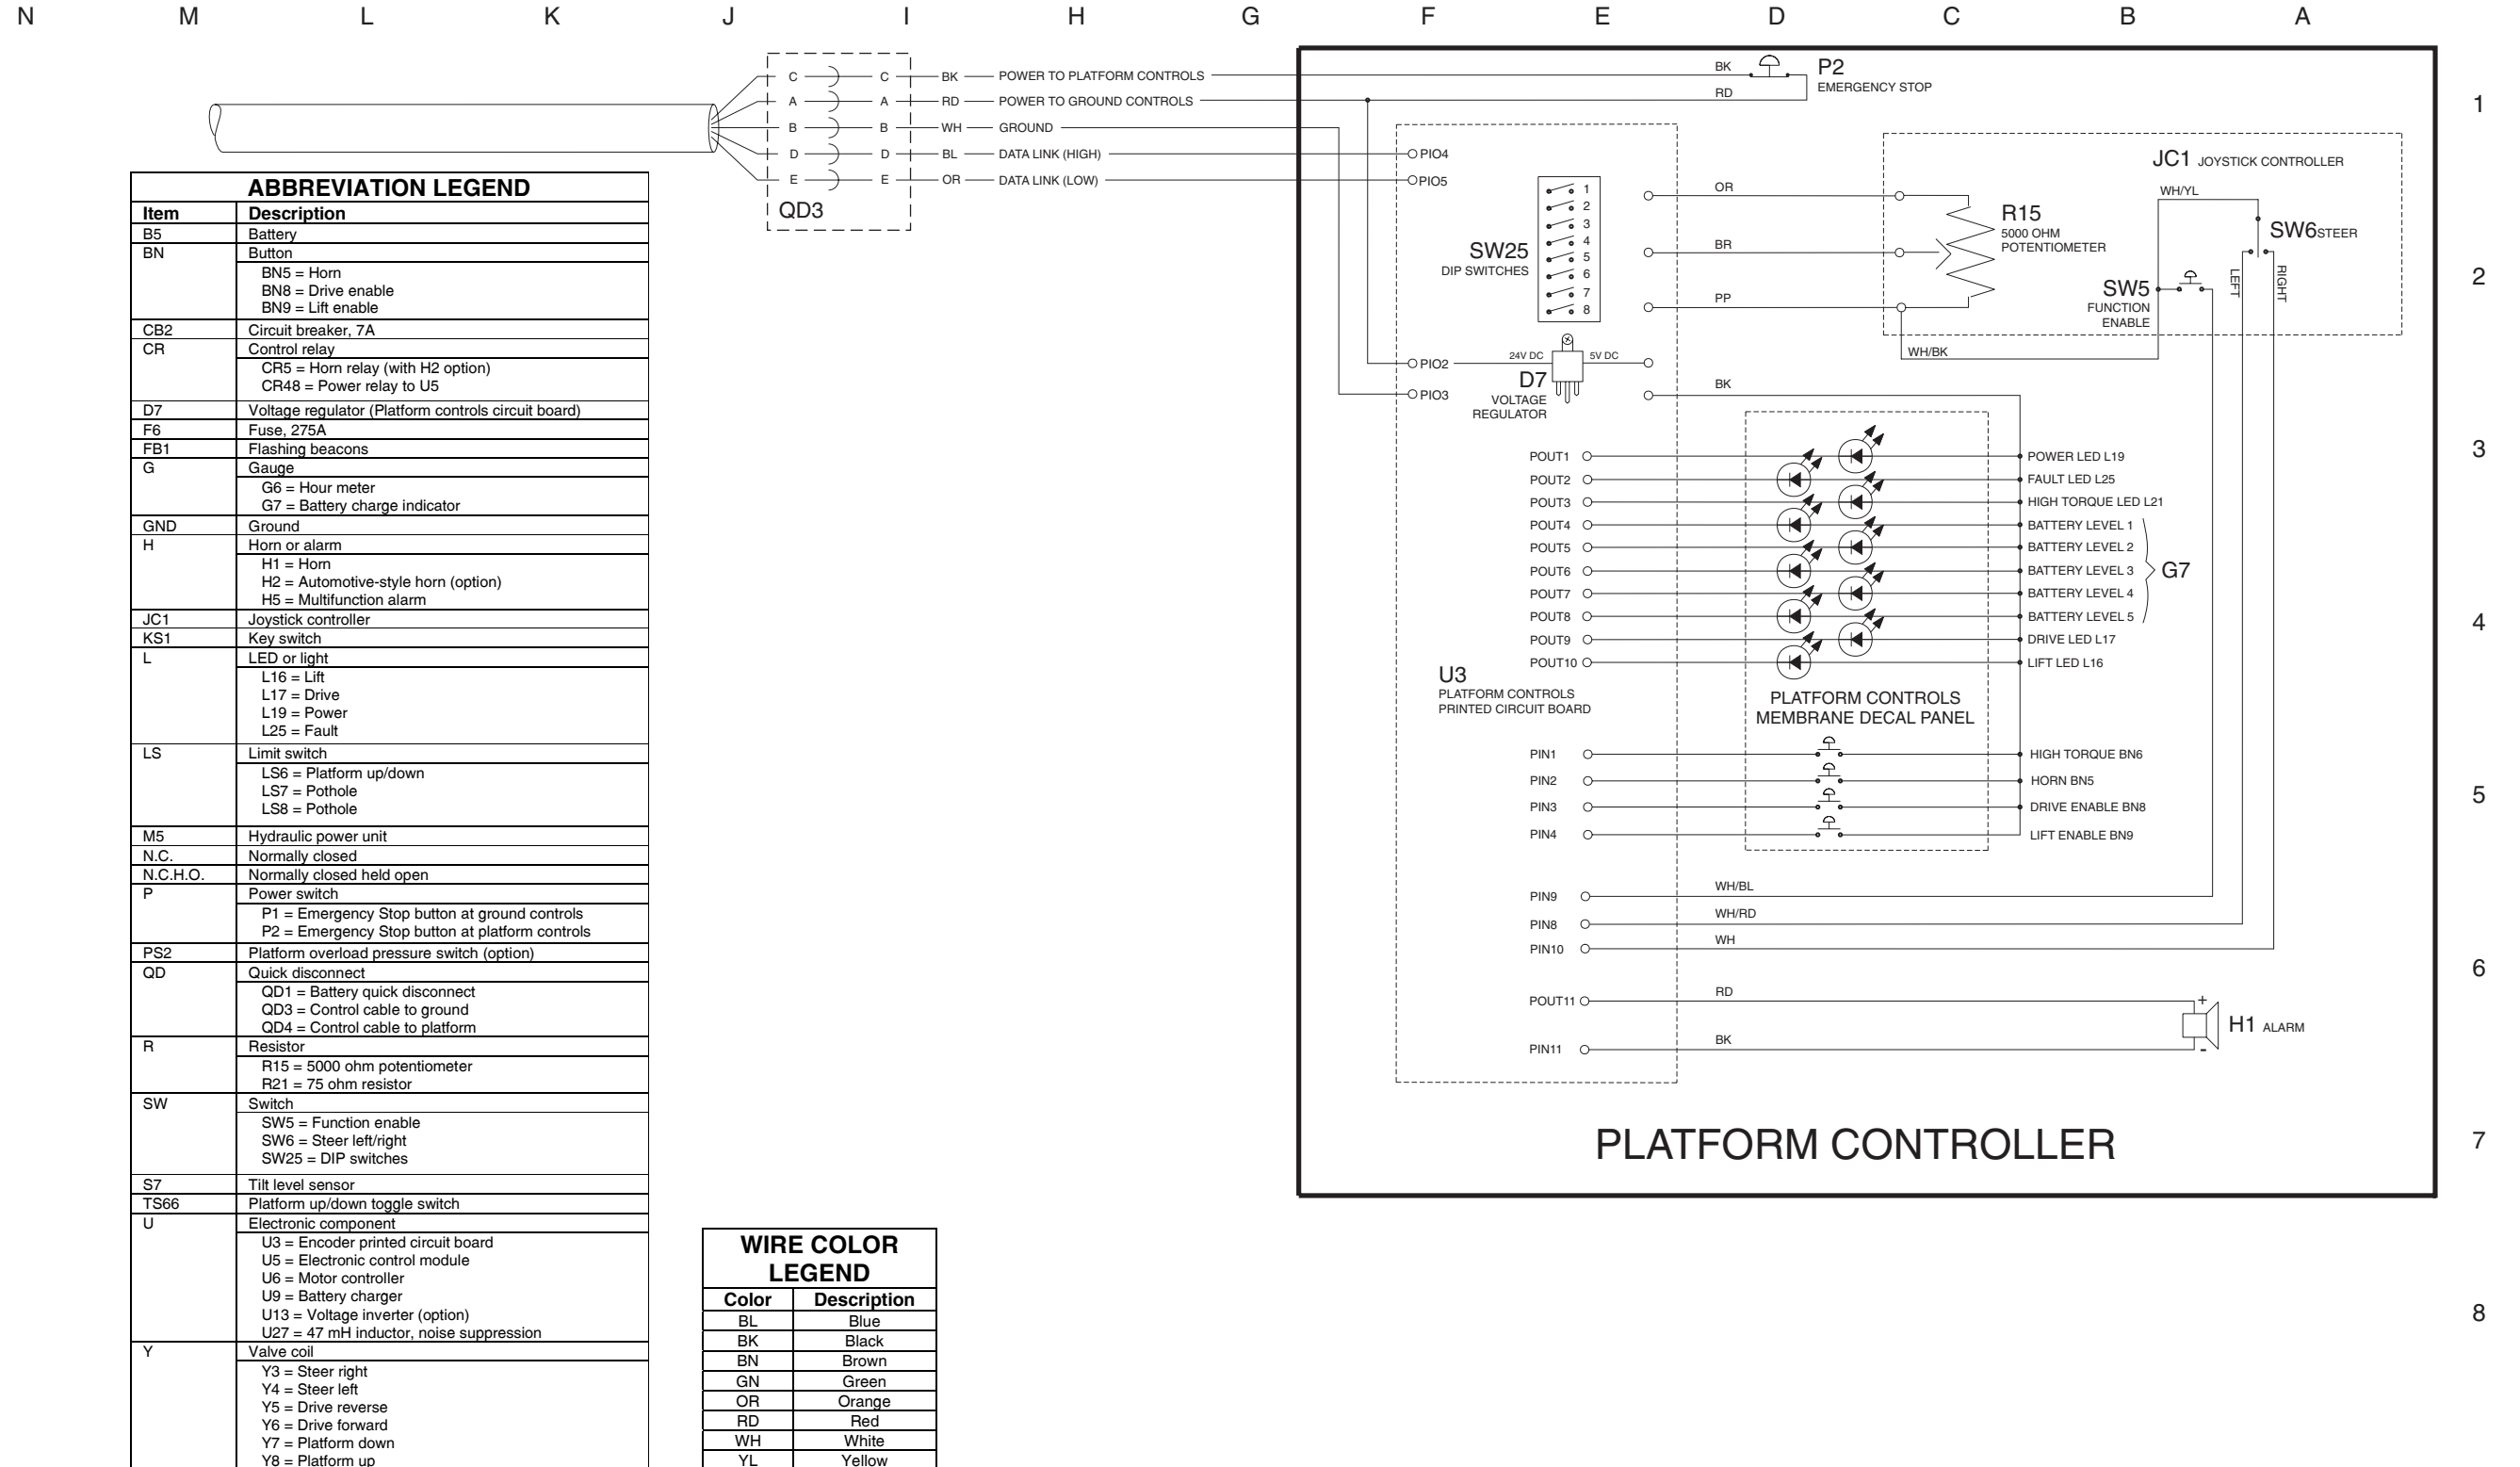 N M L K J I H G F E D C B A
1
2
3
4
5
6
7
8
C C BK POWER TO PLATFORM CONTROLS
A A RD POWER TO GROUND CONTROLS
B B WH GROUND
D D BL DATA LINK (HIGH)
E E OR DATA LINK (LOW)
QD3
ABBREVIATION LEGEND
Item Description
B5 Battery
BN Button
BN5 = Horn
BN8 = Drive enable
BN9 = Lift enable
CB2 Circuit breaker, 7A
CR Control relay
CR5 = Horn relay (with H2 option)
CR48 = Power relay to U5
D7 Voltage regulator (Platform controls circuit board)
F6 Fuse, 275A
FB1 Flashing beacons
G Gauge
G6 = Hour meter
G7 = Battery charge indicator
GND Ground
H Horn or alarm
H1 = Horn
H2 = Automotive-style horn (option)
H5 = Multifunction alarm
JC1 Joystick controller
KS1 Key switch
L LED or light
L16 = Lift
L17 = Drive
L19 = Power
L25 = Fault
LS Limit switch
LS6 = Platform up/down
LS7 = Pothole
LS8 = Pothole
M5 Hydraulic power unit
N.C. Normally closed
N.C.H.O. Normally closed held open
P Power switch
P1 = Emergency Stop button at ground controls
P2 = Emergency Stop button at platform controls
PS2 Platform overload pressure switch (option)
QD Quick disconnect
QD1 = Battery quick disconnect
QD3 = Control cable to ground
QD4 = Control cable to platform
R Resistor
R15 = 5000 ohm potentiometer
R21 = 75 ohm resistor
SW Switch
SW5 = Function enable
SW6 = Steer left/right
SW25 = DIP switches
S7 Tilt level sensor
TS66 Platform up/down toggle switch
U Electronic component
U3 = Encoder printed circuit board
U5 = Electronic control module
U6 = Motor controller
U9 = Battery charger
U13 = Voltage inverter (option)
U27 = 47 mH inductor, noise suppression
Y Valve coil
Y3 = Steer right
Y4 = Steer left
Y5 = Drive reverse
Y6 = Drive forward
Y7 = Platform down
Y8 = Platform up
WIRE COLOR
LEGEND
Color Description
BL Blue
BK Black
BN Brown
GN Green
OR Orange
RD Red
WH White
YL Yellow
BK
RD
P2
EMERGENCY STOP
PIO4
PIO5
SW25
DIP SWITCHES
1
2
3
4
5
6
7
8
OR
BR
PP
JC1 JOYSTICK CONTROLLER
R15
5000 OHM
POTENTIOMETER
WH/YL
SW6 STEER
LEFT
RIGHT
SW5
FUNCTION
ENABLE
WH/BK
PIO2 24V DC 5V DC
D7
VOLTAGE
REGULATOR
PIO3
BK
POUT1 POWER LED L19
POUT2 FAULT LED L25
POUT3 HIGH TORQUE LED L21
POUT4 BATTERY LEVEL 1
POUT5 BATTERY LEVEL 2
POUT6 BATTERY LEVEL 3
G7
POUT7 BATTERY LEVEL 4
POUT8 BATTERY LEVEL 5
POUT9 DRIVE LED L17
POUT10 LIFT LED L16
U3
PLATFORM CONTROLS
PRINTED CIRCUIT BOARD
PLATFORM CONTROLS
MEMBRANE DECAL PANEL
PIN1 HIGH TORQUE BN6
PIN2 HORN BN5
PIN3 DRIVE ENABLE BN8
PIN4 LIFT ENABLE BN9
PIN9 WH/BL
PIN8 WH/RD
PIN10 WH
POUT11 RD +
H1 ALARM
PIN11 BK -
PLATFORM CONTROLLER